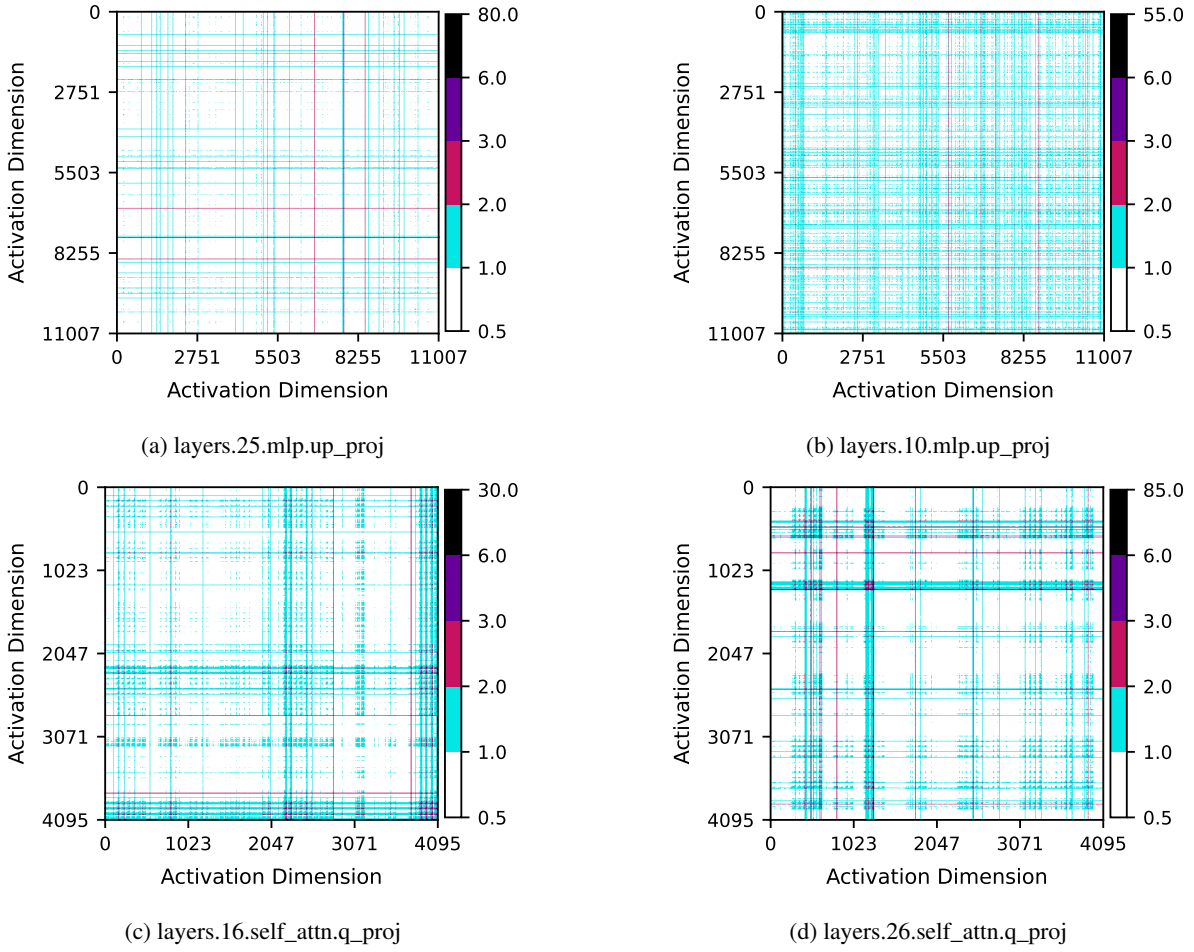 0
2751
5503
8255
11007
Activation Dimension
0 2751 5503 8255 11007
Activation Dimension
80.0
6.0
3.0
2.0
1.0
0.5
(a) layers.25.mlp.up_proj
0
2751
5503
8255
11007
Activation Dimension
0 2751 5503 8255 11007
Activation Dimension
55.0
6.0
3.0
2.0
1.0
0.5
(b) layers.10.mlp.up_proj
0
1023
2047
3071
4095
Activation Dimension
0 1023 2047 3071 4095
Activation Dimension
30.0
6.0
3.0
2.0
1.0
0.5
(c) layers.16.self_attn.q_proj
0
1023
2047
3071
4095
Activation Dimension
0 1023 2047 3071 4095
Activation Dimension
85.0
6.0
3.0
2.0
1.0
0.5
(d) layers.26.self_attn.q_proj